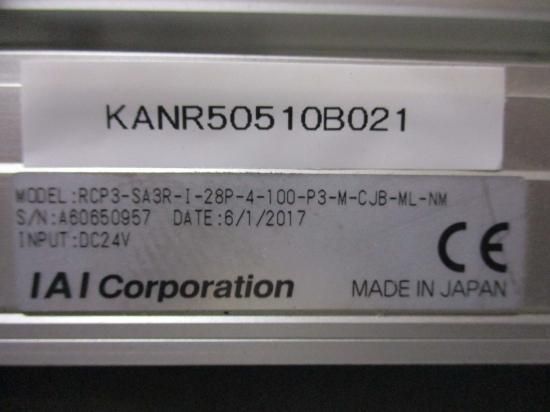 KANR50510B021
MODEL:RCP3-SA3R-I-28P-4-100-P3-M-CJB-ML-NM
S/N:A60650957 DATE:6/1/2017
INPUT:DC24V
CE
IAI Corporation MADE IN JAPAN